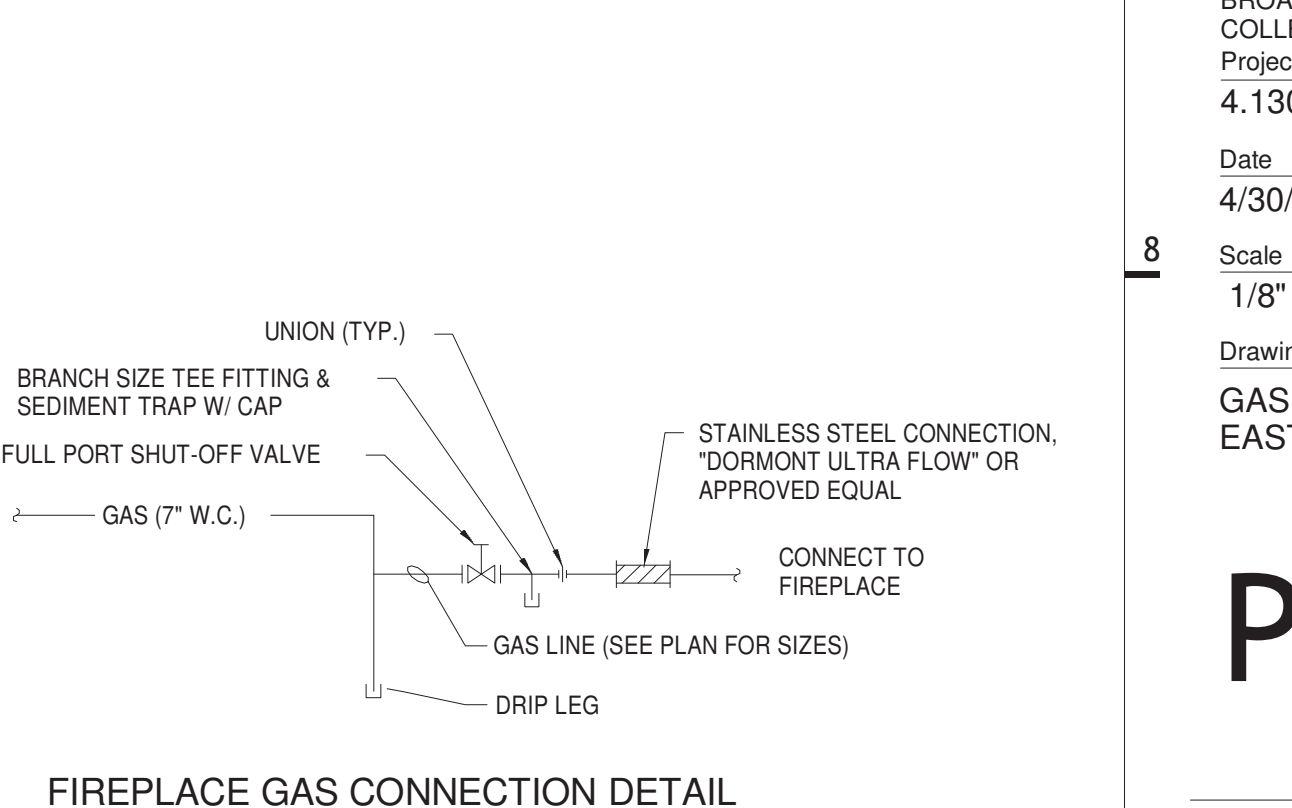 UNION (TYP.)
BRANCH SIZE TEE FITTING &
SEDIMENT TRAP W/ CAP
FULL PORT SHUT-OFF VALVE
GAS (7" W.C.)
STAINLESS STEEL CONNECTION,
"DORMONT ULTRA FLOW" OR
APPROVED EQUAL
CONNECT TO
FIREPLACE
GAS LINE (SEE PLAN FOR SIZES)
DRIP LEG
FIREPLACE GAS CONNECTION DETAIL
8
COLLE
Projec
4.130
Date
4/30/
Scale
1/8"
Drawin
GAS
EAST
P